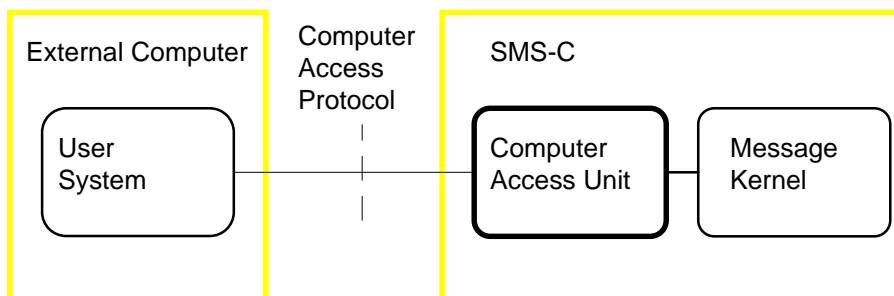 External Computer
Computer
Access
Protocol
SMS-C
User
System
Computer
Access Unit
Message
Kernel